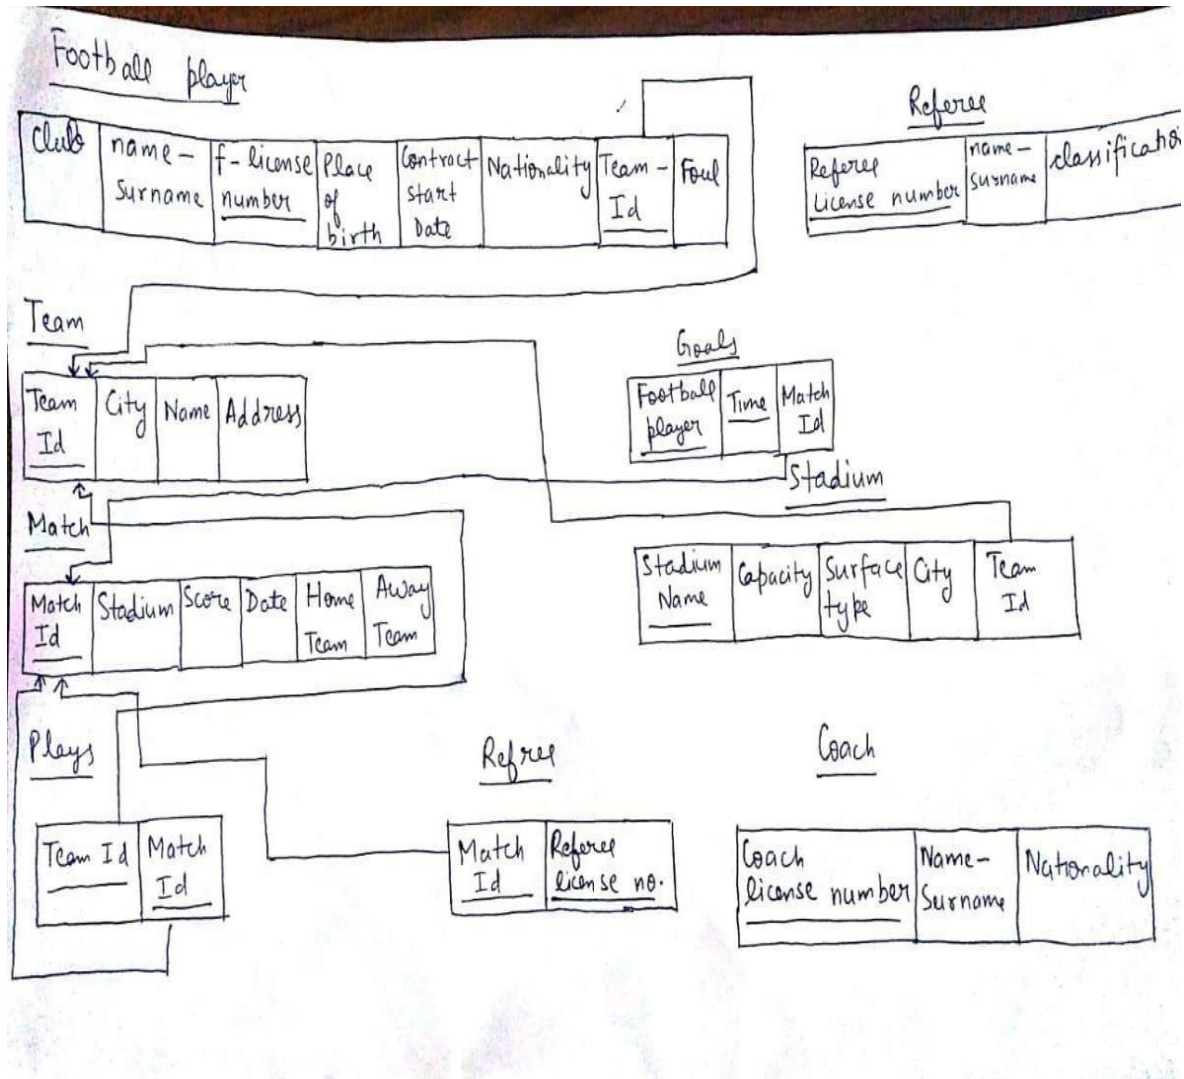 Football player
Club
name-
Surname
f-license
number
Place
of
birth
Contract
start
Date
Nationality
Team-
Id
Foul
Referee
Referee
License number
name-
surname
classification
Team
Team
Id
City
Name
Address
Goals
Football
player
Time
Match
Id
Stadium
Stadium
Name
Capacity
Surface
type
City
Team
Id
Match
Match
Id
Stadium
Score
Date
Home
Team
Away
Team
Plays
Team Id
Match
Id
Refree
Match
Id
Referee
license no.
Coach
Coach
license number
Name-
Surname
Nationality